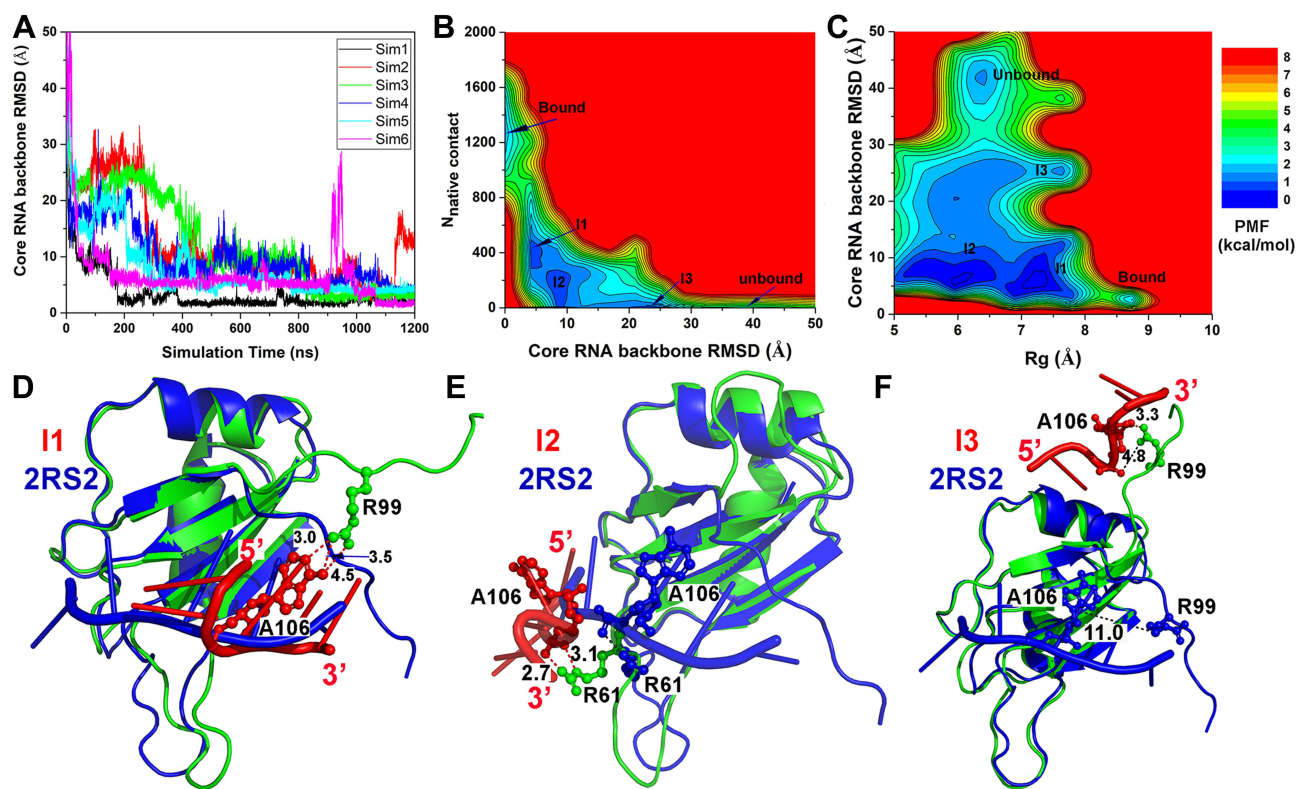 A
Core RNA backbone RMSD (Å)
50
40
30
20
10
0
0 200 400 600 800 1000 1200
Simulation Time (ns)
Sim1
Sim2
Sim3
Sim4
Sim5
Sim6
B
Nnative contact
2000
1600
1200
800
400
0
0 10 20 30 40 50
Core RNA backbone RMSD (Å)
Bound
I1
I2
I3
unbound
C
Core RNA backbone RMSD (Å)
50
45
40
35
30
25
20
15
10
5
0
5 6 7 8 9 10
Rg (Å)
Unbound
I3
I2
I1
Bound
8
7
6
5
4
3
2
1
0
PMF
(kcal/mol)
D
I1
2RS2
R99
3.0
3.5
4.5
5’
A106
3’
E
I2
2RS2
5’
A106
A106
3.1
2.7
R61
R61
3’
F
I3
2RS2
3’
A106
3.3
5’
4.8
R99
A106
R99
11.0